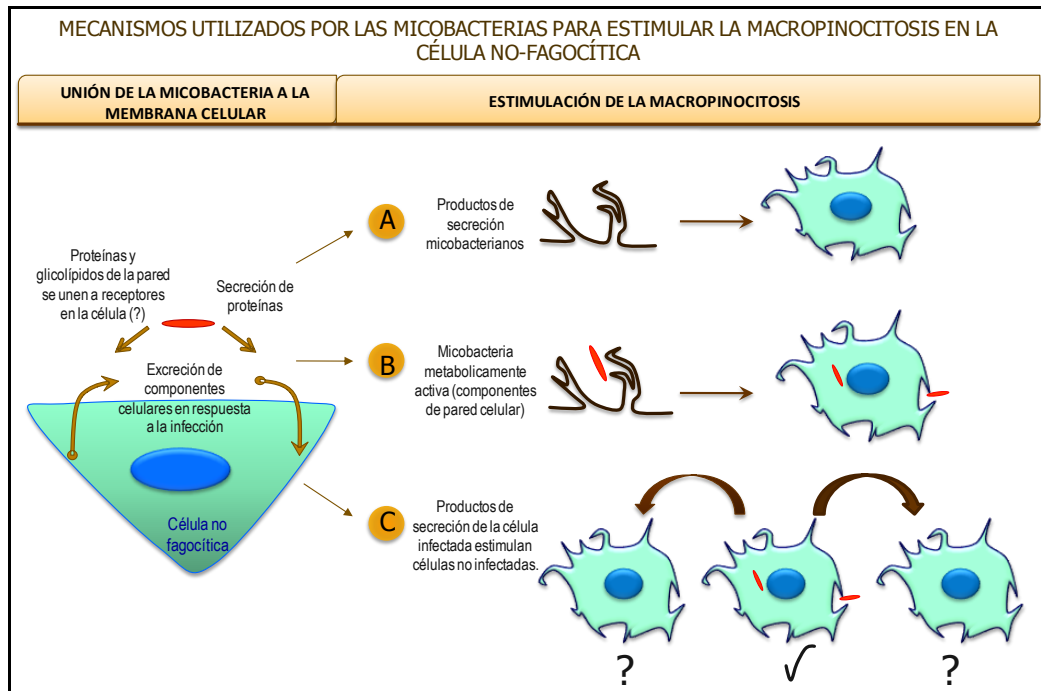 MECANISMOS UTILIZADOS POR LAS MICOBACTERIAS PARA ESTIMULAR LA MACROPINOCITOSIS EN LA
CÉLULA NO-FAGOCÍTICA
UNIÓN DE LA MICOBACTERIA A LA
MEMBRANA CELULAR
ESTIMULACIÓN DE LA MACROPINOCITOSIS
Proteínas y
glicolípidos de la pared
se unen a receptores
en la célula (?)
Secreción de
proteínas
Excreción de
componentes
celulares en respuesta
a la infección
Célula no
fagocítica
A
Productos de
secreción
micobacterianos
B
Micobacteria
metabolicamente
activa (componentes
de pared celular)
C
Productos de
secreción de la célula
infectada estimulan
células no infectadas.
? √ ?